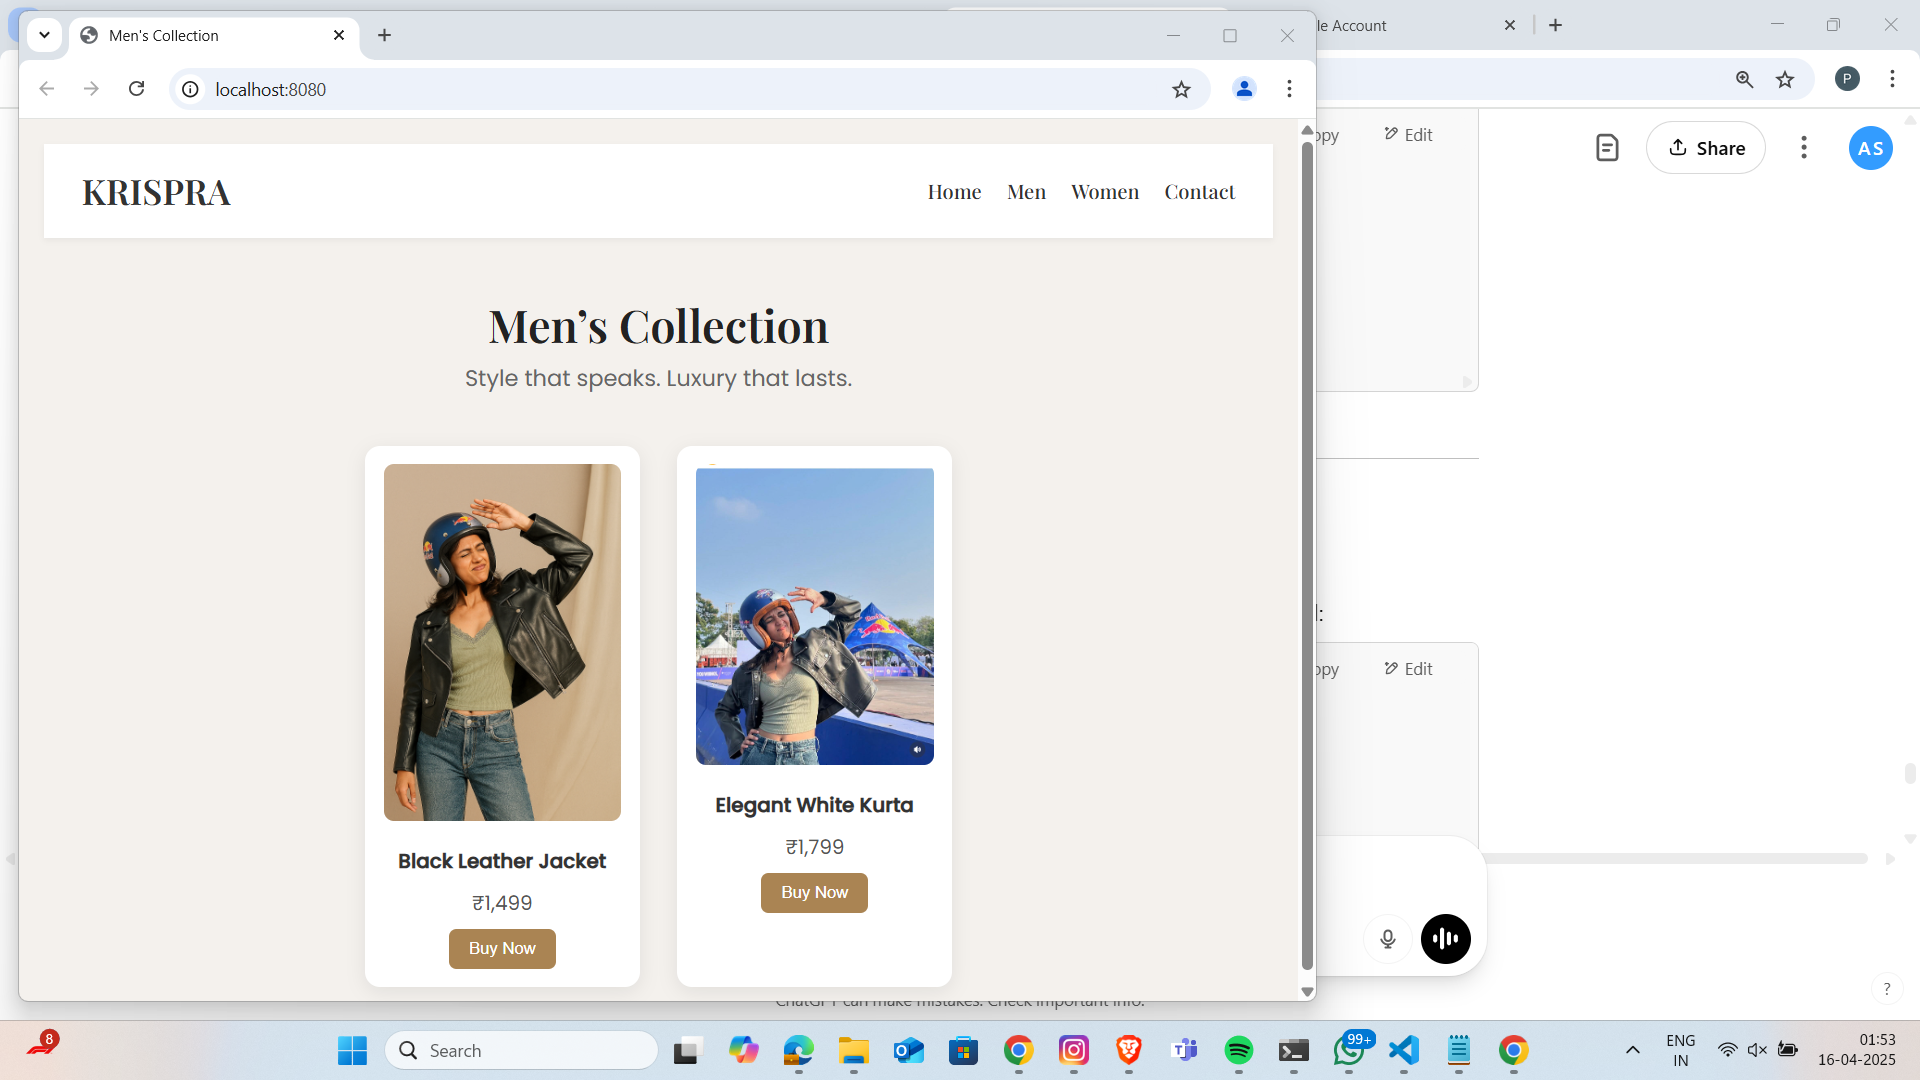 Men's Collection
le Account
localhost:8080
P
KRISPRA
Home
Men
Women
Contact
Men’s Collection
Style that speaks. Luxury that lasts.
Black Leather Jacket
₹1,499
Buy Now
Elegant White Kurta
₹1,799
Buy Now
opy
Edit
Share
AS
l:
opy
Edit
ChatGPT can make mistakes. Check important info.
?
8
Search
99+
ENG
IN
01:53
16-04-2025